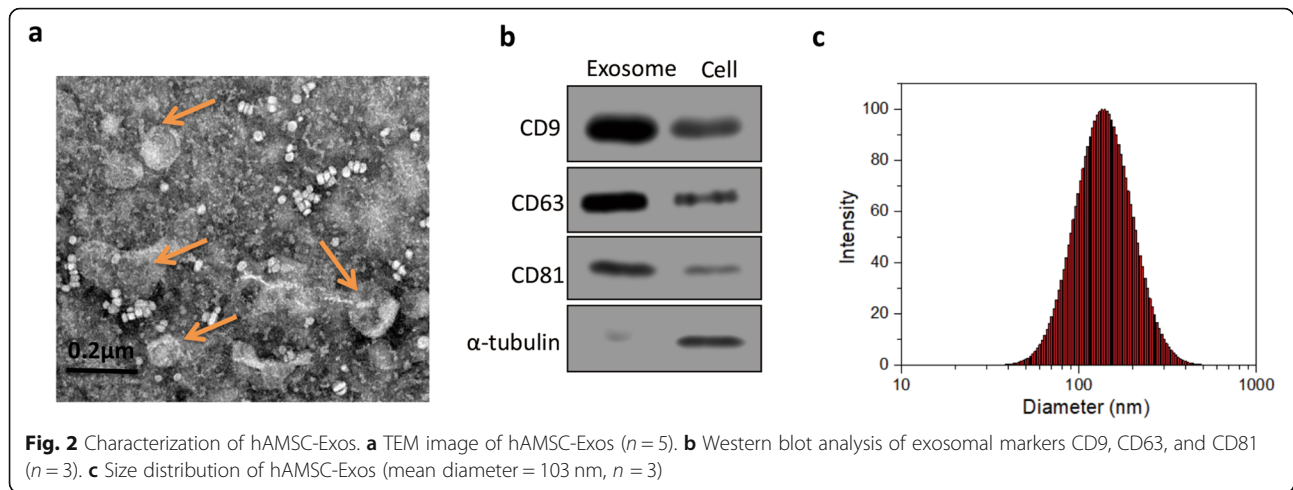 a
0.2μm
b
Exosome Cell
CD9
CD63
CD81
α-tubulin
c
100
80
60
40
20
0
Intensity
10 100 1000
Diameter (nm)
Fig. 2 Characterization of hAMSC-Exos. a TEM image of hAMSC-Exos (n = 5). b Western blot analysis of exosomal markers CD9, CD63, and CD81
(n = 3). c Size distribution of hAMSC-Exos (mean diameter = 103 nm, n = 3)